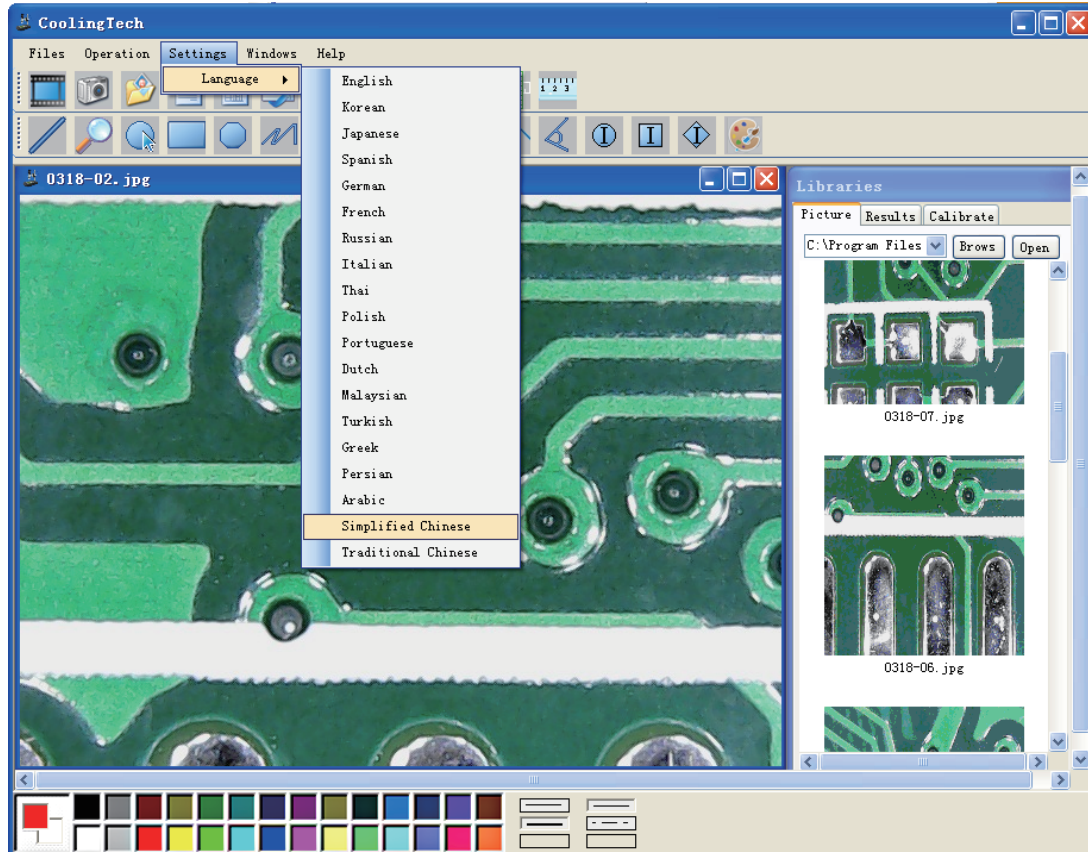 CoolingTech
Files Operation Settings Windows Help
Language
English
Korean
Japanese
Spanish
German
French
Russian
Italian
Thai
Polish
Portuguese
Dutch
Malaysian
Turkish
Greek
Persian
Arabic
Simplified Chinese
Traditional Chinese
1 2 3
0318-02.jpg
Libraries
Picture Results Calibrate
C:\Program Files Brows Open
0318-07.jpg
0318-06.jpg